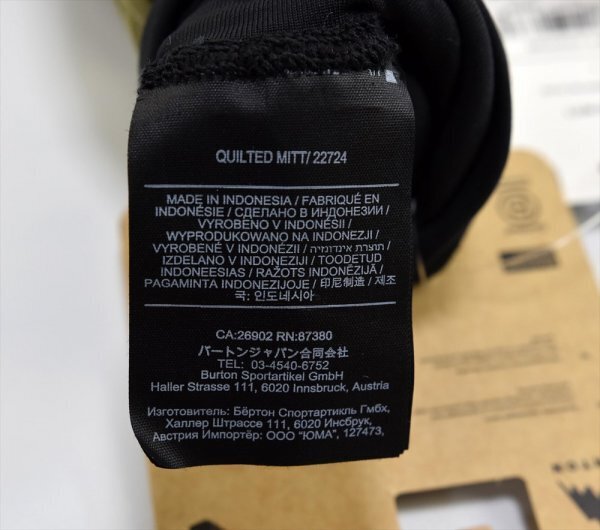 QUILTED MITT/ 22724
MADE IN INDONESIA / FABRIQUÉ EN
INDONÉSIE / СДЕЛАНО В ИНДОНЕЗИИ /
VYROBENO V INDONÉSII /
WYPRODUKOWANO NA INDONEZJI /
VYROBENÉ V INDONÉZII / תוצרת אינדונזיה /
IZDELANO V INDONEZIJI / TOODETUD
INDONEESIAS / RAŽOTS INDONĒZIJĀ /
PAGAMINTA INDONEZIJOJE / 印尼制造 / 제조
국: 인도네시아
CA:26902 RN:87380
バートンジャパン合同会社
TEL: 03-4540-6752
Burton Sportartikel GmbH
Haller Strasse 111, 6020 Innsbruck, Austria
Изготовитель: Бёртон Спортартикль Гмбх,
Халлер Штрассе 111, 6020 Инсбрук,
Австрия Импортёр: ООО "ЮМА", 127473,